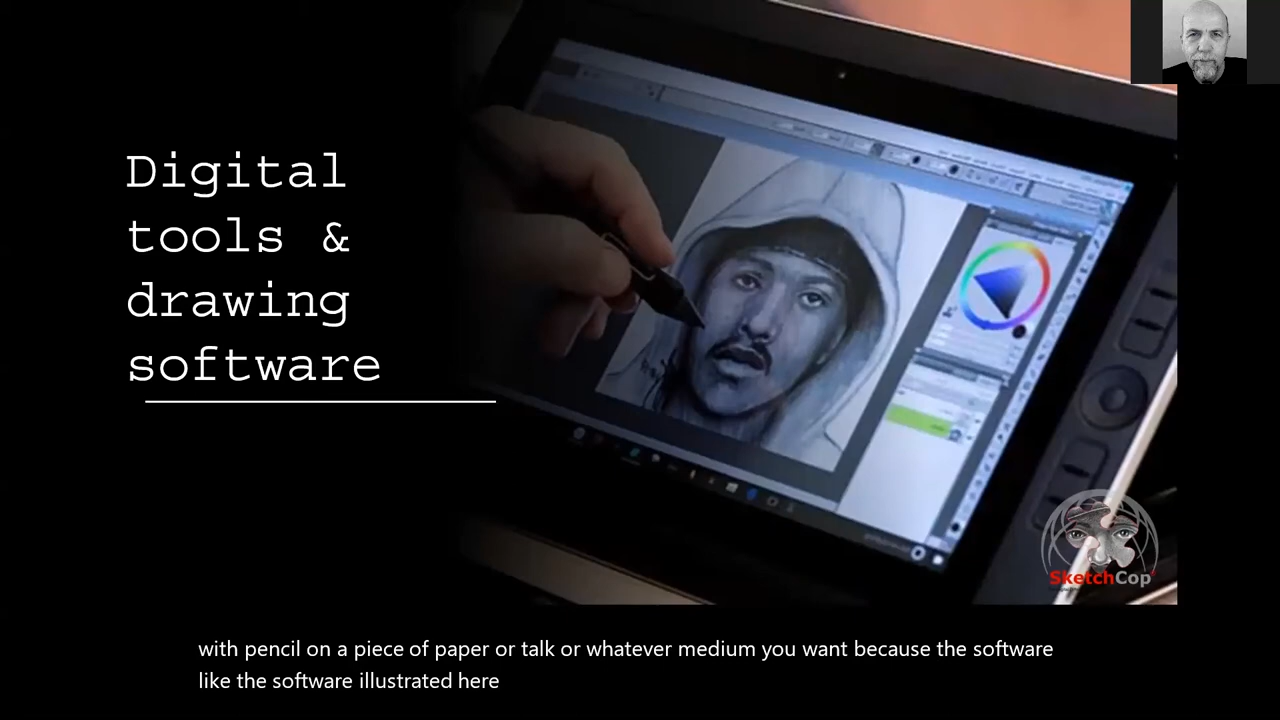 Digital
tools &
drawing
software
SketchCop
with pencil on a piece of paper or talk or whatever medium you want because the software
like the software illustrated here